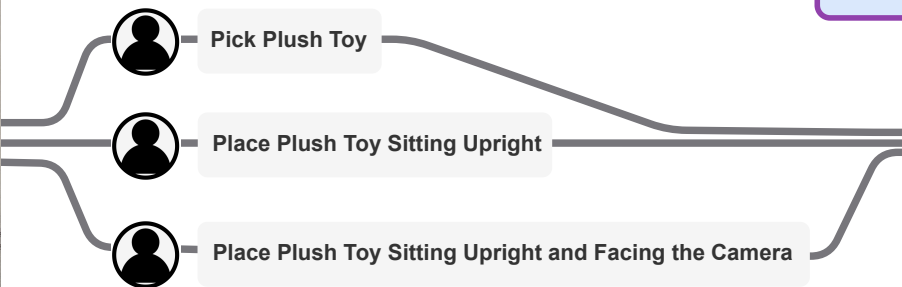 Pick Plush Toy
Place Plush Toy Sitting Upright
Place Plush Toy Sitting Upright and Facing the Camera